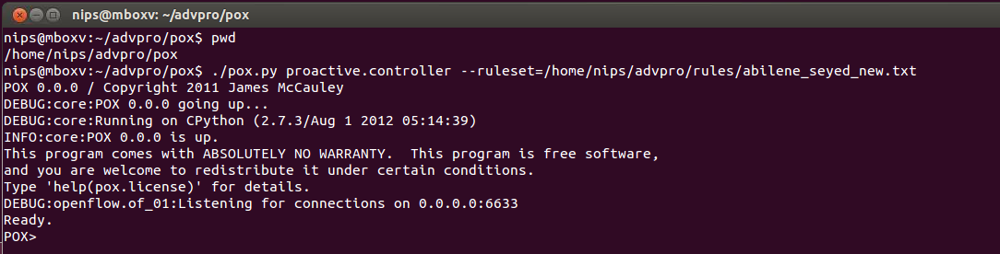 nips@mboxv: ~/advpro/pox
nips@mboxv:~/advpro/pox$ pwd
/home/nips/advpro/pox
nips@mboxv:~/advpro/pox$ ./pox.py proactive.controller --ruleset=/home/nips/advpro/rules/abilene_seyed_new.txt
POX 0.0.0 / Copyright 2011 James McCauley
DEBUG:core:POX 0.0.0 going up...
DEBUG:core:Running on CPython (2.7.3/Aug 1 2012 05:14:39)
INFO:core:POX 0.0.0 is up.
This program comes with ABSOLUTELY NO WARRANTY.  This program is free software,
and you are welcome to redistribute it under certain conditions.
Type 'help(pox.license)' for details.
DEBUG:openflow.of_01:Listening for connections on 0.0.0.0:6633
Ready.
POX>